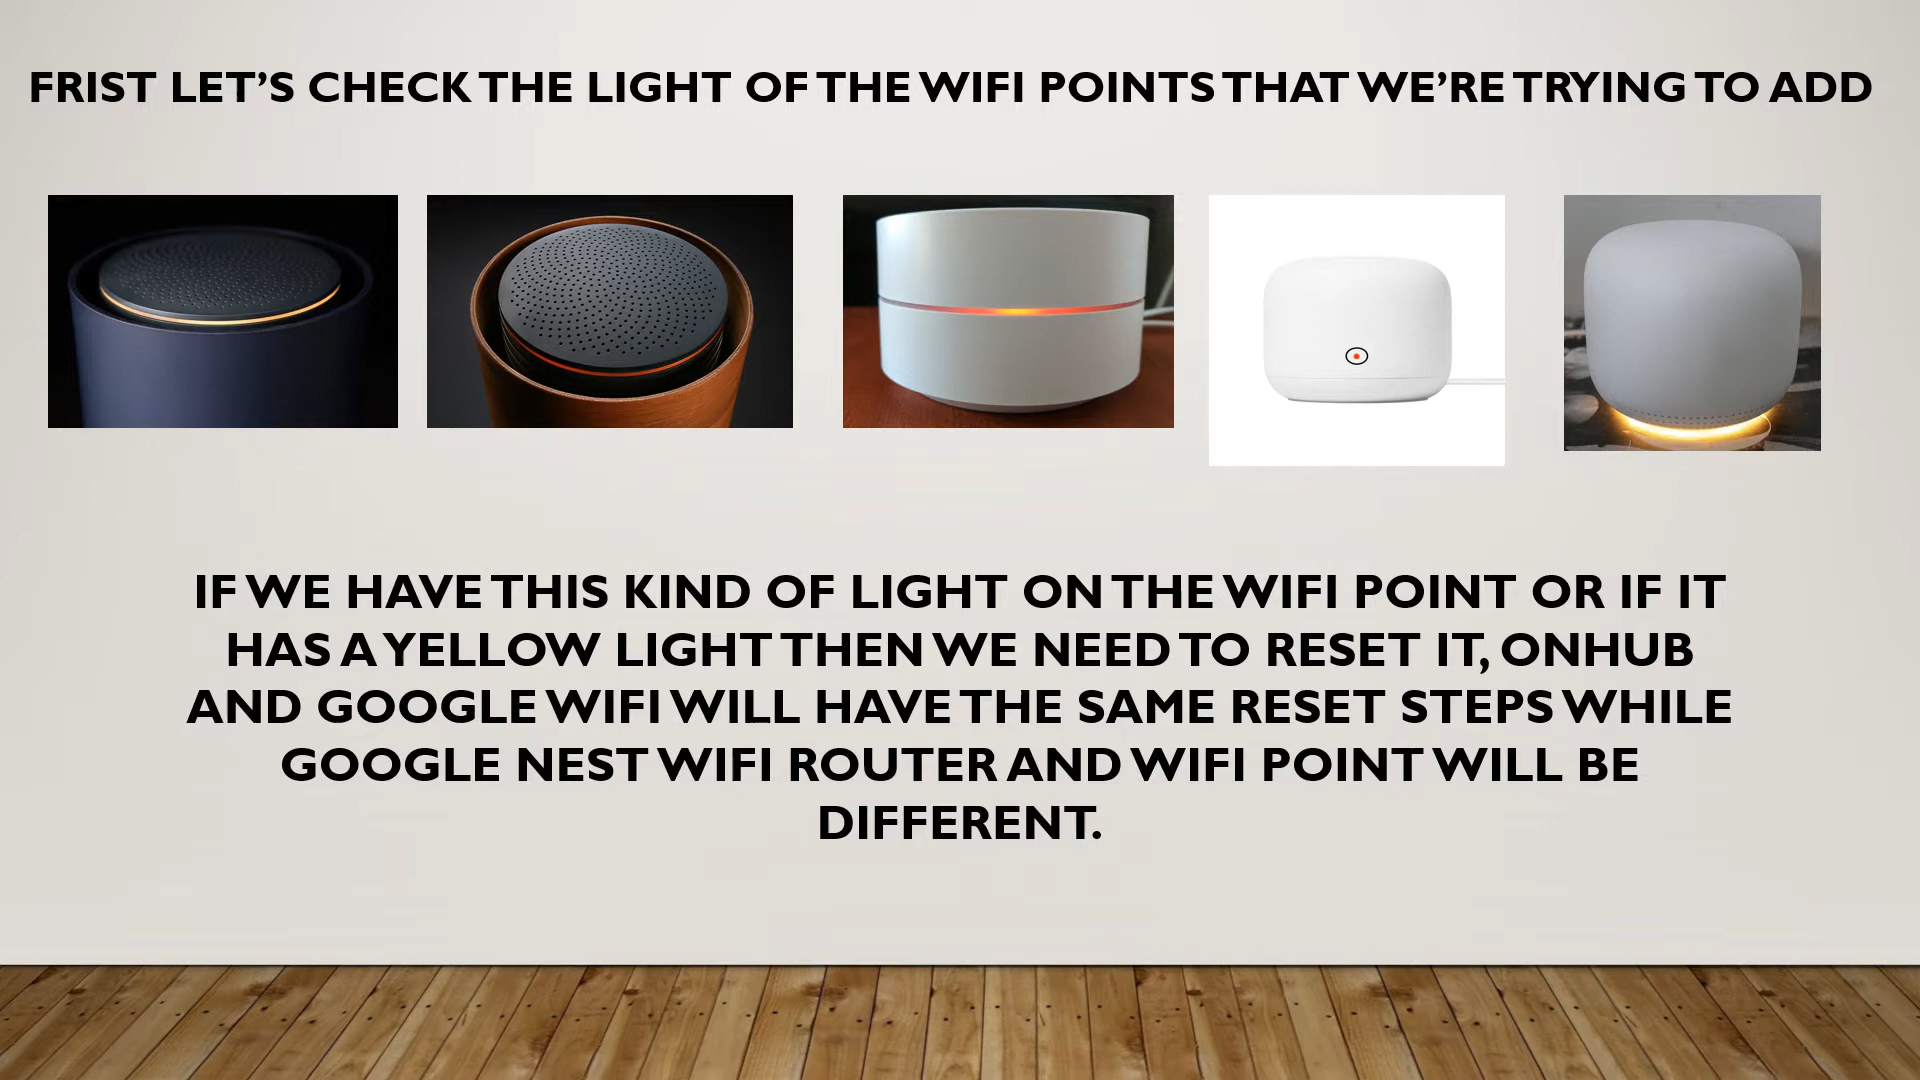 FRIST LET’S CHECK THE LIGHT OF THE WIFI POINTS THAT WE’RE TRYING TO ADD
IF WE HAVE THIS KIND OF LIGHT ON THE WIFI POINT OR IF IT
HAS A YELLOW LIGHT THEN WE NEED TO RESET IT, ONHUB
AND GOOGLE WIFI WILL HAVE THE SAME RESET STEPS WHILE
GOOGLE NEST WIFI ROUTER AND WIFI POINT WILL BE
DIFFERENT.